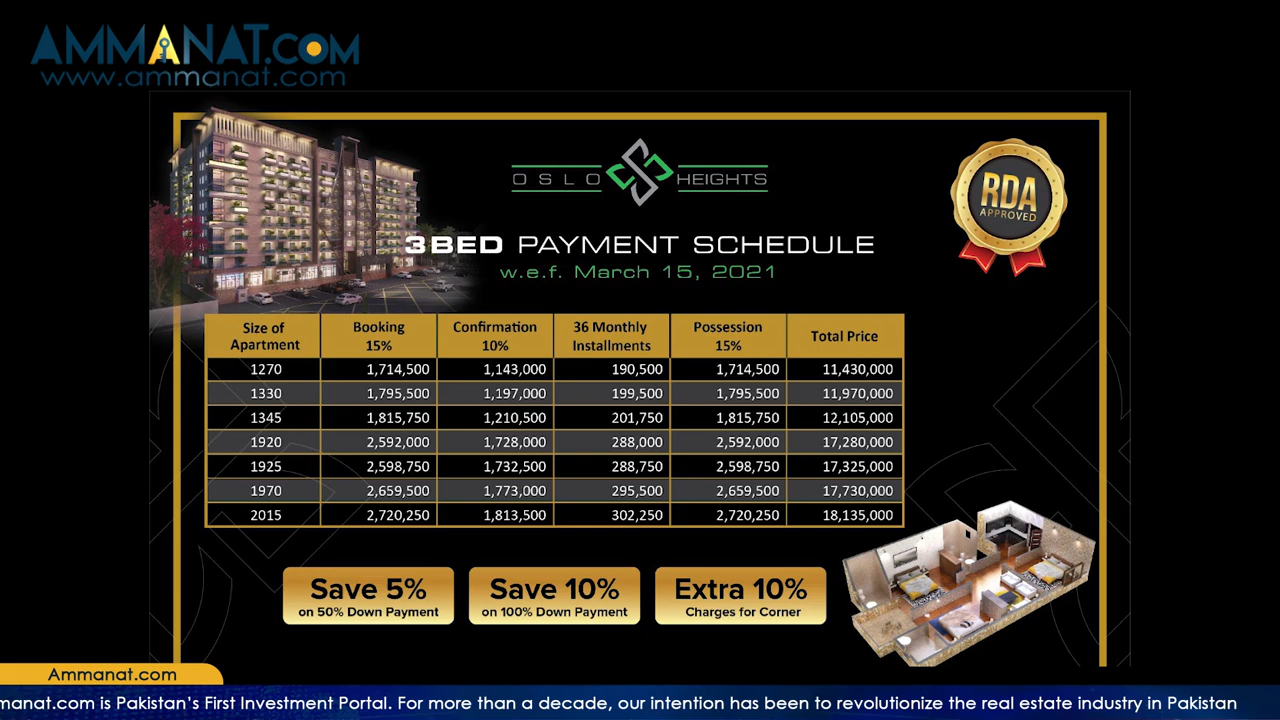 AMMANAT.COM
www.ammanat.com
OSLO HEIGHTS
RDA
APPROVED
3BED PAYMENT SCHEDULE
w.e.f. March 15, 2021
Size of Apartment Booking 15% Confirmation 10% 36 Monthly Installments Possession 15% Total Price
1270 1,714,500 1,143,000 190,500 1,714,500 11,430,000
1330 1,795,500 1,197,000 199,500 1,795,500 11,970,000
1345 1,815,750 1,210,500 201,750 1,815,750 12,105,000
1920 2,592,000 1,728,000 288,000 2,592,000 17,280,000
1925 2,598,750 1,732,500 288,750 2,598,750 17,325,000
1970 2,659,500 1,773,000 295,500 2,659,500 17,730,000
2015 2,720,250 1,813,500 302,250 2,720,250 18,135,000
Save 5%
on 50% Down Payment
Save 10%
on 100% Down Payment
Extra 10%
Charges for Corner
Ammanat.com
manat.com is Pakistan's First Investment Portal. For more than a decade, our intention has been to revolutionize the real estate industry in Pakistan